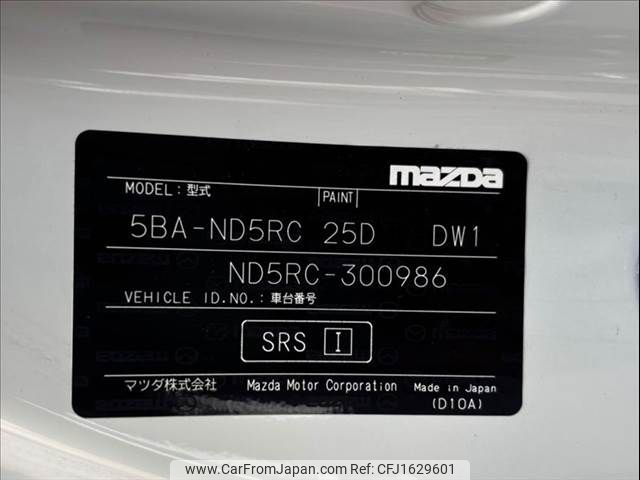 mazda
MODEL: 型式 PAINT
5BA-ND5RC 25D DW1
ND5RC-300986
VEHICLE ID.NO.: 車台番号
SRS I
マツダ株式会社 Mazda Motor Corporation Made in Japan
(D10A)
www.CarFromJapan.com - CFJ1629601